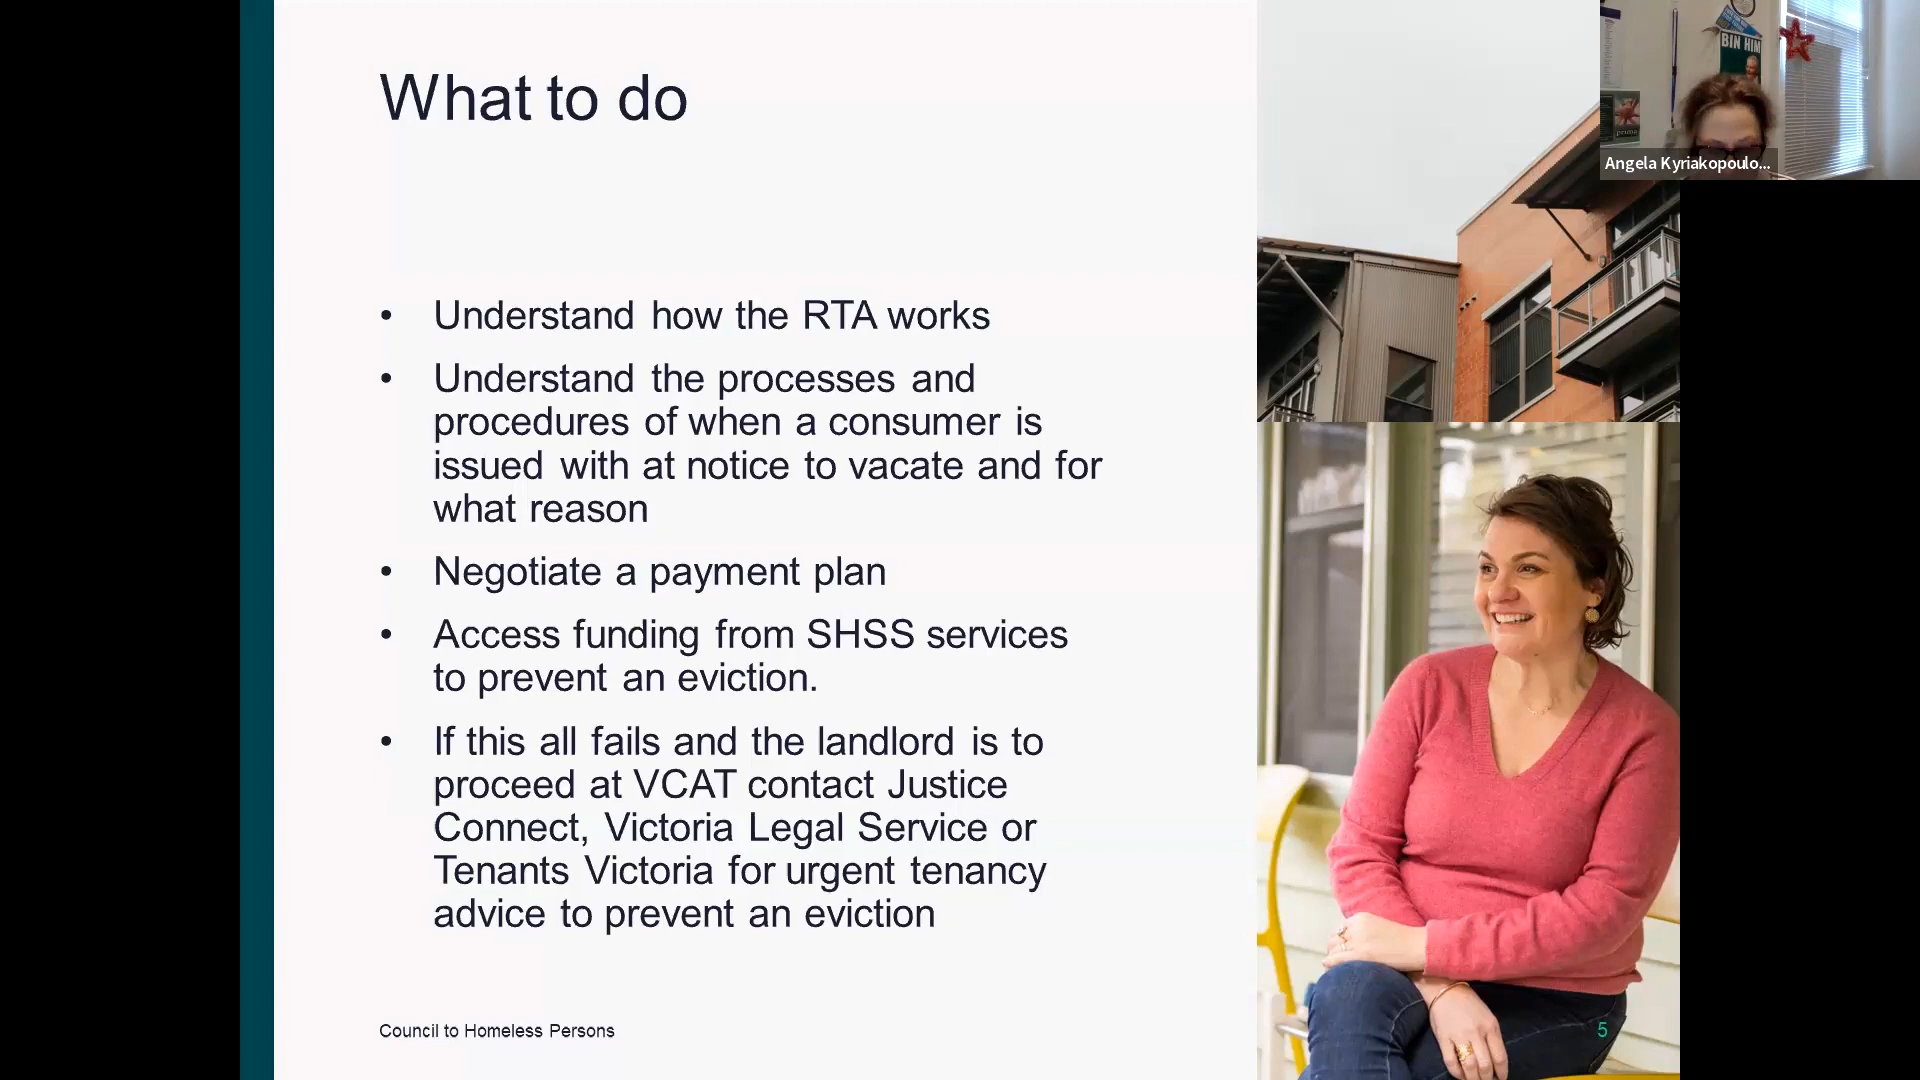 What to do
• Understand how the RTA works
• Understand the processes and
procedures of when a consumer is
issued with at notice to vacate and for
what reason
• Negotiate a payment plan
• Access funding from SHSS services
to prevent an eviction.
• If this all fails and the landlord is to
proceed at VCAT contact Justice
Connect, Victoria Legal Service or
Tenants Victoria for urgent tenancy
advice to prevent an eviction
Council to Homeless Persons
5
BIN HIM
Angela Kyriakopoulo...